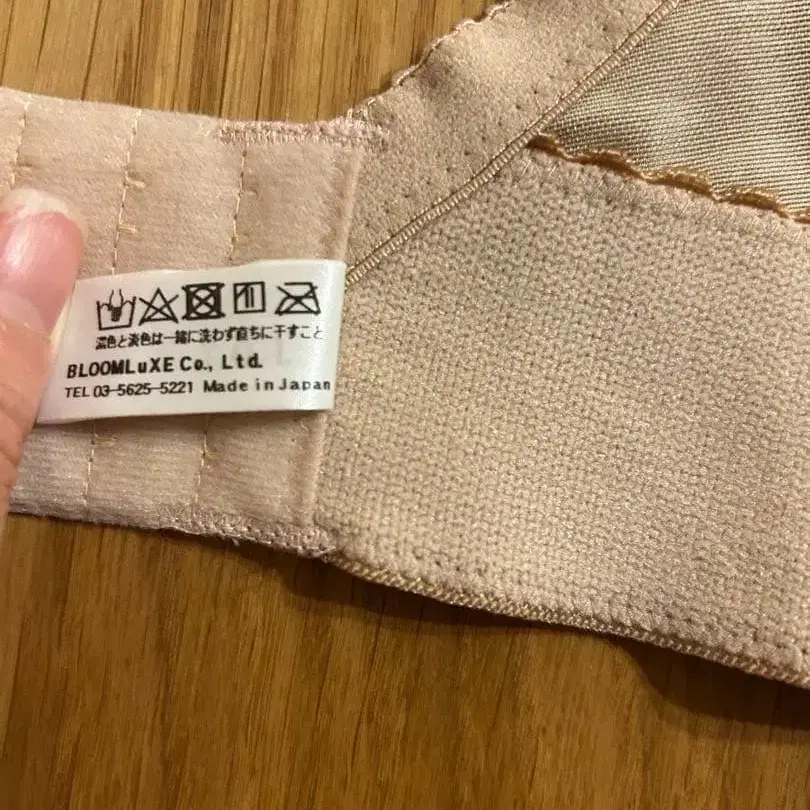 濃色と淡色は一緒に洗わず直ちに干すこと
BLOOMLuXE Co., Ltd.
TEL 03-5625-5221 Made in Japan